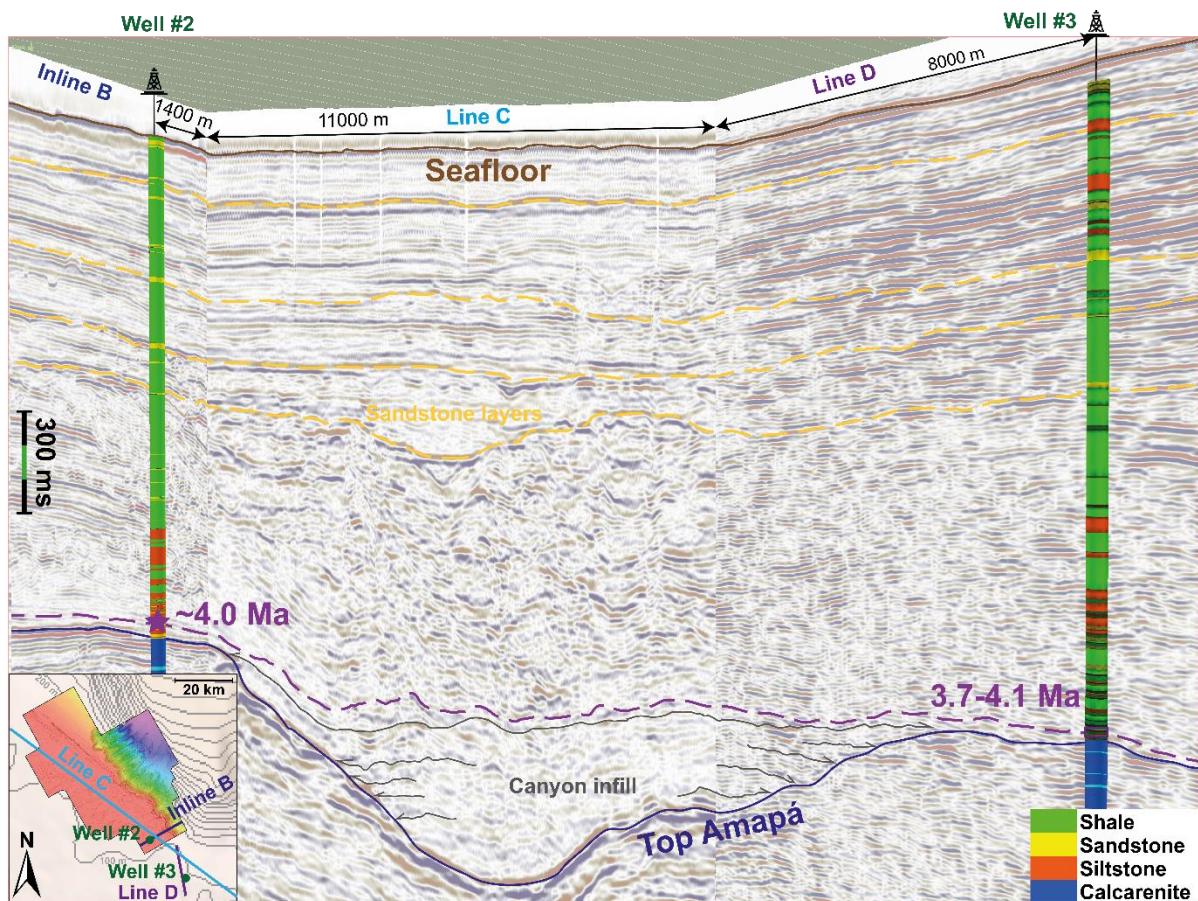 Well #2
Well #3
Inline B
1400 m
11000 m
Line C
Line D
8000 m
Seafloor
Sandstone layers
300 ms
~4.0 Ma
3.7-4.1 Ma
Canyon infill
Top Amapá
20 km
200 m
Line C
Inline B
Well #2
100 m
N
Well #3
Line D
Shale
Sandstone
Siltstone
Calcarenite